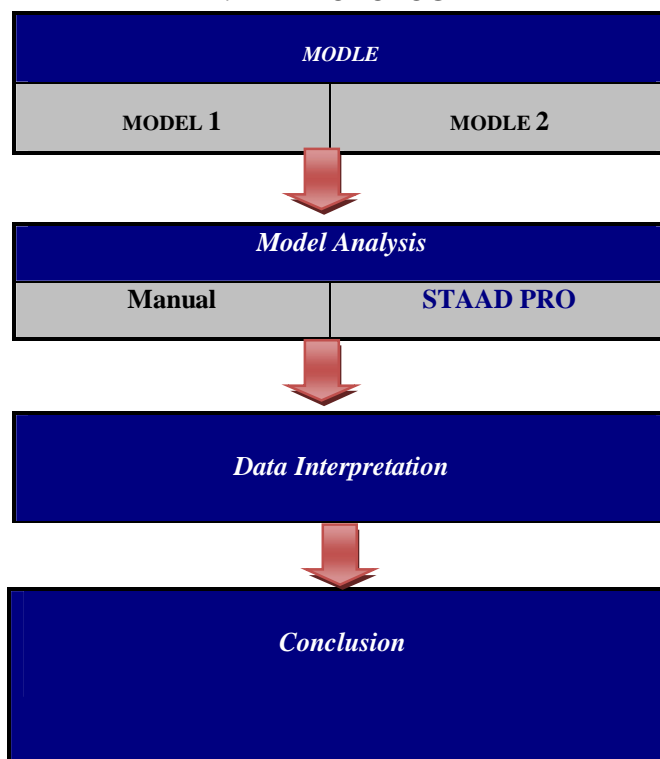 MODLE
MODEL 1 MODLE 2
Model Analysis
Manual STAAD PRO
Data Interpretation
Conclusion